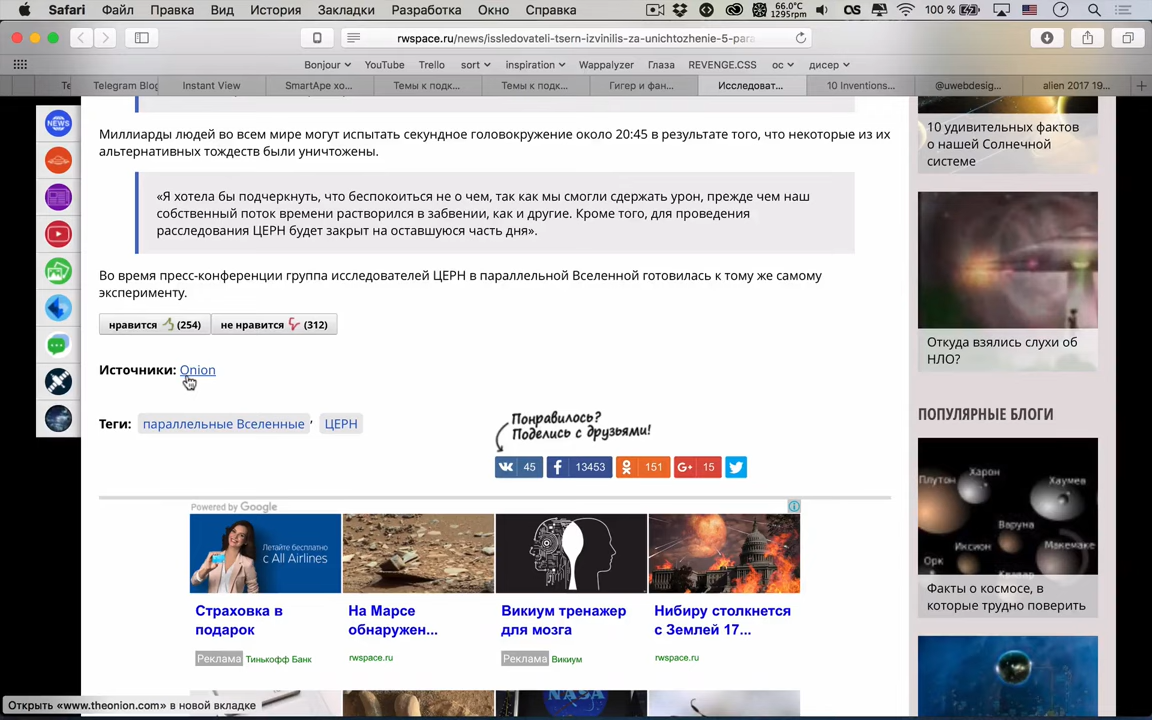 Safari Файл Правка Вид История Закладки Разработка Окно Справка
66.0°C
1295rpm
100 %
rwspace.ru/news/issledovateli-tsern-izvinilis-za-unichtozhenie-5-para
Bonjour YouTube Trello sort inspiration Wappalyzer Глаза REVENGE.CSS ос дисер
Te Telegram Blog Instant View SmartApe хо... Темы к подк... Темы к подк... Гигер и фан... Исследоват... 10 Inventions... @uwebdesig... alien 2017 19...
NEWS
Миллиарды людей во всем мире могут испытать секундное головокружение около 20:45 в результате того, что некоторые из их
альтернативных тождеств были уничтожены.
«Я хотела бы подчеркнуть, что беспокоиться не о чем, так как мы смогли сдержать урон, прежде чем наш
собственный поток времени растворился в забвении, как и другие. Кроме того, для проведения
расследования ЦЕРН будет закрыт на оставшуюся часть дня».
Во время пресс-конференции группа исследователей ЦЕРН в параллельной Вселенной готовилась к тому же самому
эксперименту.
нравится (254) не нравится (312)
Источники: Onion
Теги: параллельные Вселенные, ЦЕРН
Понравилось?
Поделись с друзьями!
45 13453 151 G+ 15
Powered by Google
Летайте бесплатно
с All Airlines
Страховка в
подарок
Реклама Тинькофф Банк
На Марсе
обнаружен...
rwspace.ru
Викиум тренажер
для мозга
Реклама Викиум
Нибиру столкнется
с Землей 17...
rwspace.ru
NASA
10 удивительных фактов
о нашей Солнечной
системе
Откуда взялись слухи об
НЛО?
ПОПУЛЯРНЫЕ БЛОГИ
Плутон
Харон
Хаумеа
Варуна
Иксион
Макемаке
Орк
Квавар
Факты о космосе, в
которые трудно поверить
Открыть «www.theonion.com» в новой вкладке